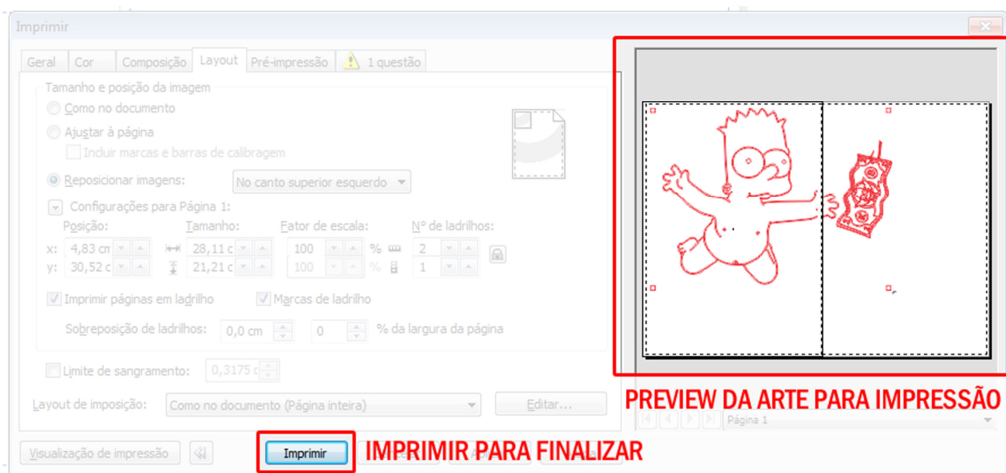 Imprimir
Geral Cor Composição Layout Pré-impressão 1 questão
Tamanho e posição da imagem
Como no documento
Ajustar à página
Incluir marcas e barras de calibragem
Reposicionar imagens: No canto superior esquerdo
Configurações para Página 1:
Posição: Tamanho: Fator de escala: Nº de ladrilhos:
x: 4,83 cm 28,11 c 100 % 2
y: 30,52 c 21,21 c 100 % 1
Imprimir páginas em ladrilho Marcas de ladrilho
Sobreposição de ladrilhos: 0,0 cm 0 % da largura da página
Limite de sangramento: 0,3175 c
Layout de imposição: Como no documento (Página inteira) Editar...
PREVIEW DA ARTE PARA IMPRESSÃO
Página 1
Visualização de impressão Imprimir IMPRIMIR PARA FINALIZAR